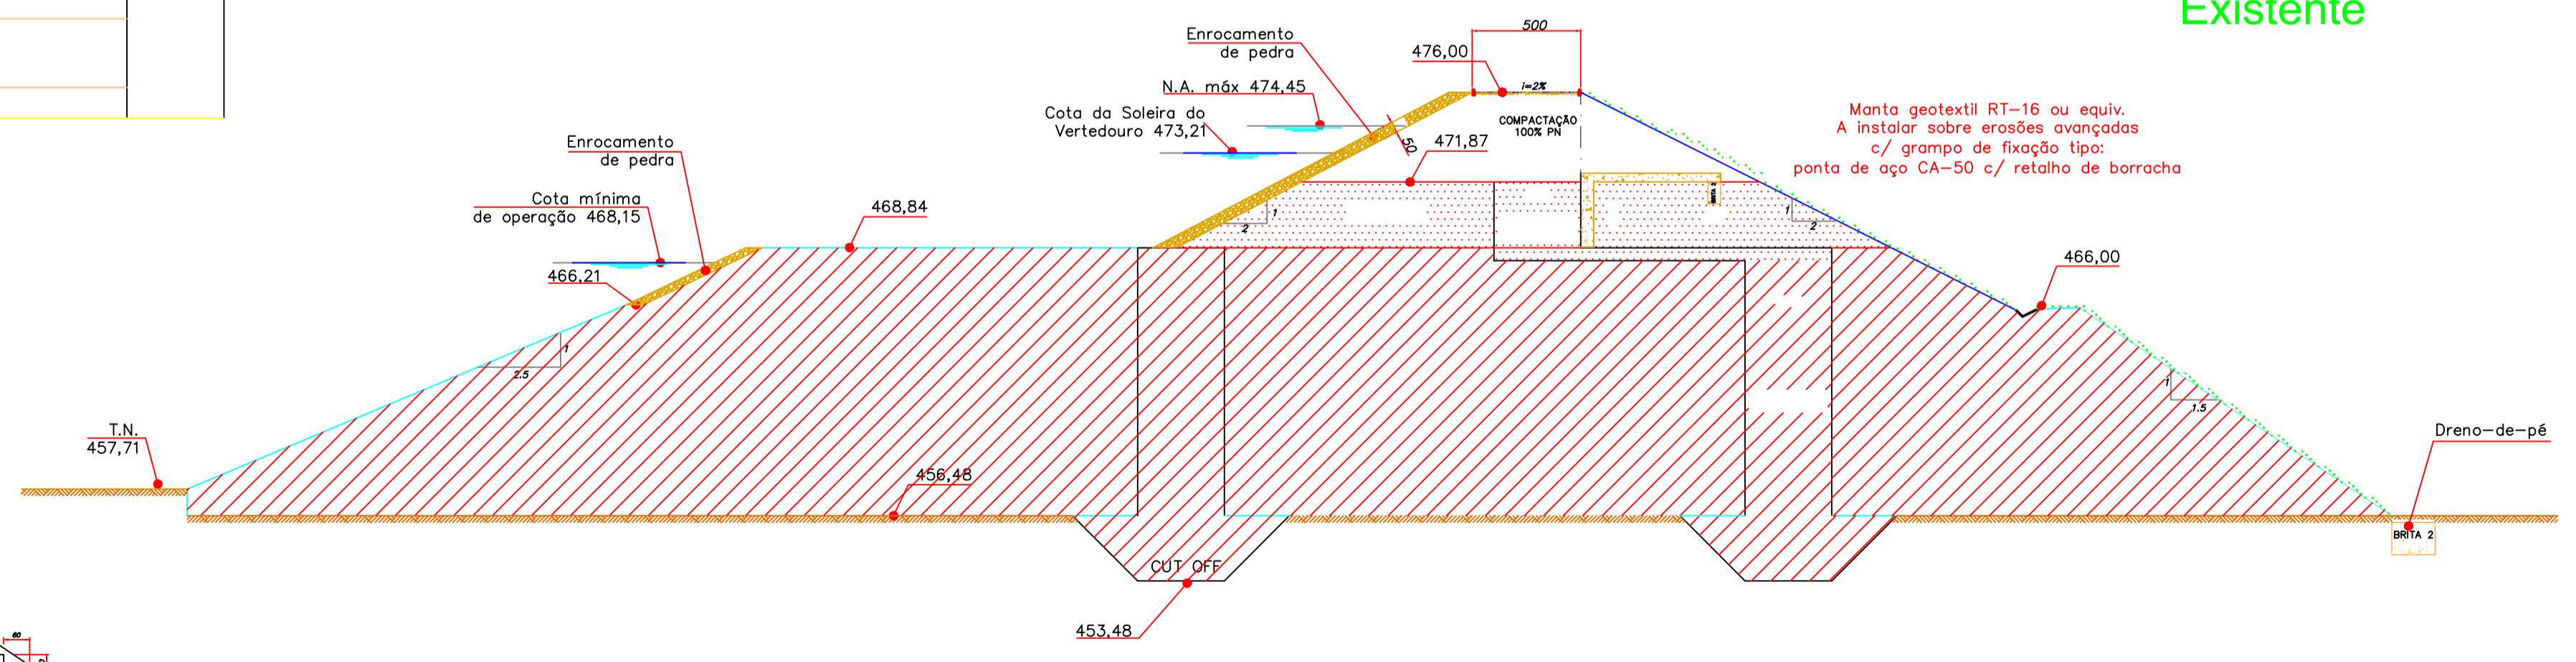 Existente
500
Enrocamento
de pedra
476,00
i=2%
N.A. máx 474,45
Cota da Soleira do
Vertedouro 473,21
COMPACTAÇÃO
100% PN
Manta geotextil RT-16 ou equiv.
A instalar sobre erosões avançadas
c/ grampo de fixação tipo:
ponta de aço CA-50 c/ retalho de borracha
50
471,87
Enrocamento
de pedra
BRITA 2
Cota mínima
de operação 468,15
468,84
1
2
1
2
466,21
466,00
1
2.5
1
1.5
T.N.
457,71
Dreno-de-pé
456,48
BRITA 2
CUT OFF
453,48
60